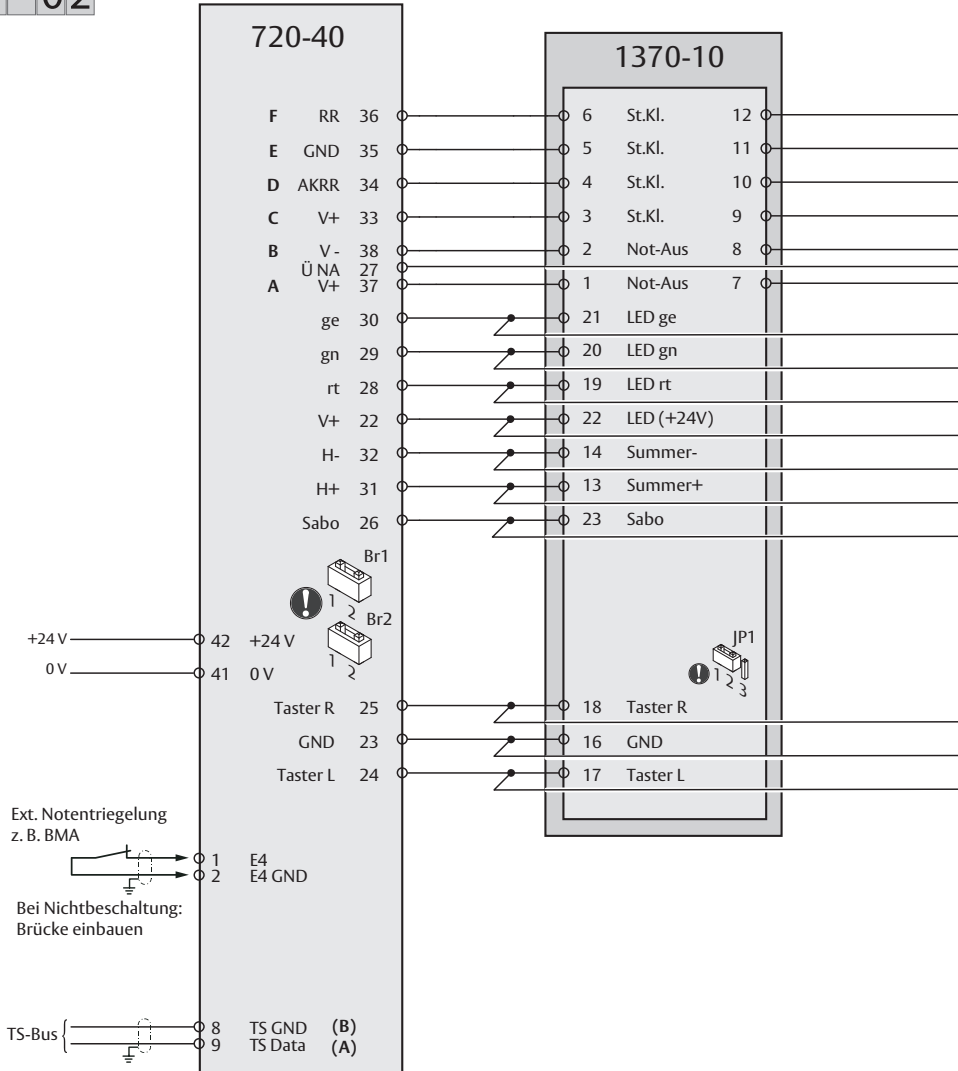 02
720-40
1370-10
F RR 36 6 St.Kl. 12
E GND 35 5 St.Kl. 11
D AKRR 34 4 St.Kl. 10
C V+ 33 3 St.Kl. 9
B V - 38 2 Not-Aus 8
Ü NA 27
A V+ 37 1 Not-Aus 7
ge 30 21 LED ge
gn 29 20 LED gn
rt 28 19 LED rt
V+ 22 22 LED (+24V)
H- 32 14 Summer-
H+ 31 13 Summer+
Sabo 26 23 Sabo
Br1
1 2
Br2
1 2
+24 V 42 +24 V
0 V 41 0 V
JP1
1 2 3
Taster R 25 18 Taster R
GND 23 16 GND
Taster L 24 17 Taster L
Ext. Notentriegelung
z. B. BMA
1 E4
2 E4 GND
Bei Nichtbeschaltung:
Brücke einbauen
TS-Bus
8 TS GND (B)
9 TS Data (A)